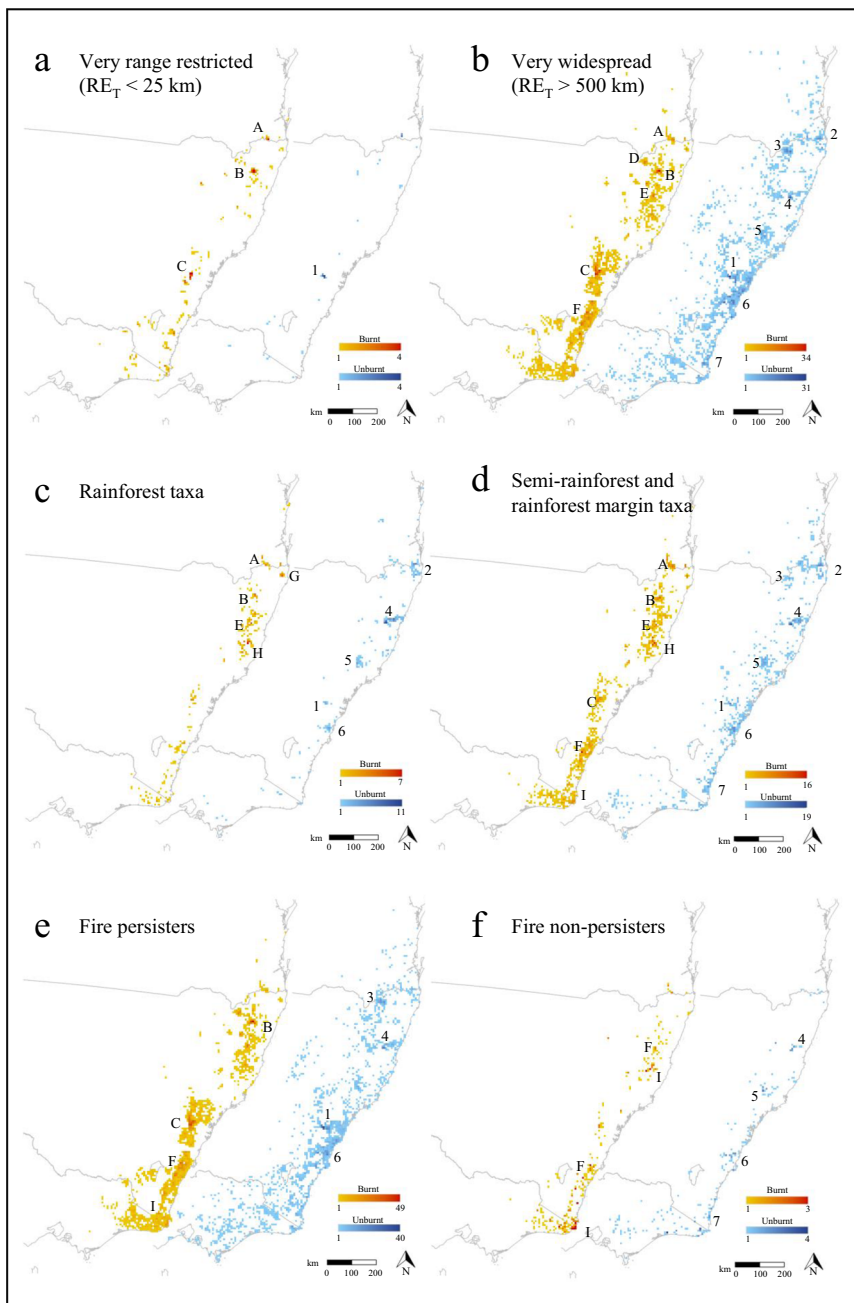 a Very range restricted
(RE_T < 25 km)
A
B
C
1
Burnt
1 4
Unburnt
1 4
km
0 100 200
N
b Very widespread
(RE_T > 500 km)
A
D
B
E
C
F
3
2
4
5
1
6
7
Burnt
1 34
Unburnt
1 31
km
0 100 200
N
c Rainforest taxa
A
G
B
E
H
2
4
5
1
6
Burnt
1 7
Unburnt
1 11
km
0 100 200
N
d Semi-rainforest and
rainforest margin taxa
A
B
E
H
C
F
I
3
2
4
5
1
6
7
Burnt
1 16
Unburnt
1 19
km
0 100 200
N
e Fire persisters
B
C
F
I
3
4
1
6
Burnt
1 49
Unburnt
1 40
km
0 100 200
N
f Fire non-persisters
F
I
F
I
4
5
6
7
Burnt
1 3
Unburnt
1 4
km
0 100 200
N